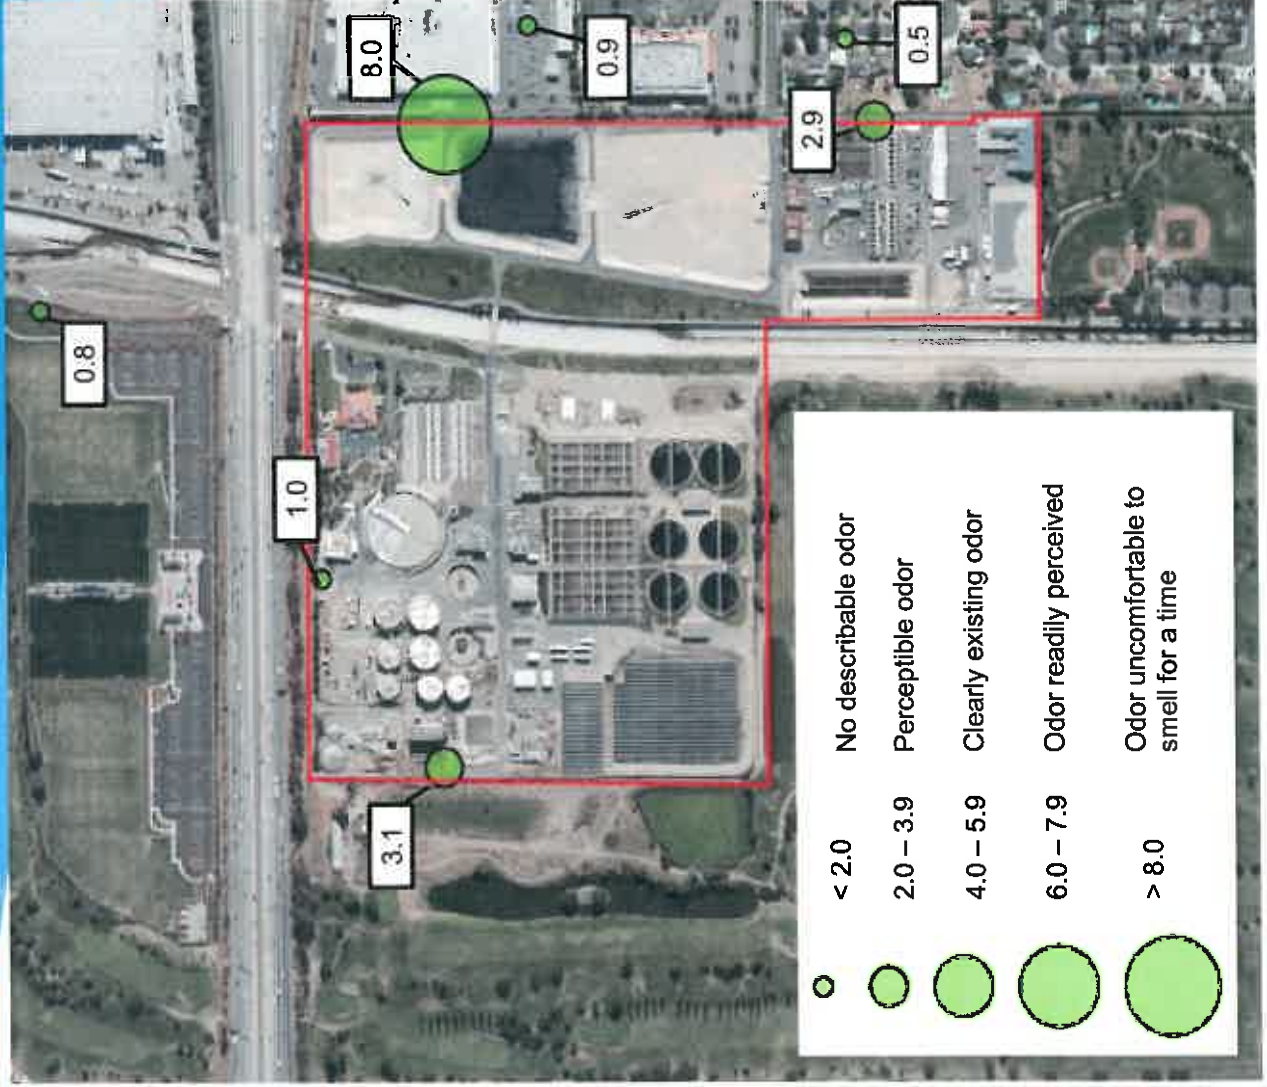 0.8
1.0
8.0
3.1
0.9
2.9
0.5
< 2.0 No describable odor
2.0 – 3.9 Perceptible odor
4.0 – 5.9 Clearly existing odor
6.0 – 7.9 Odor readily perceived
> 8.0 Odor uncomfortable to
smell for a time